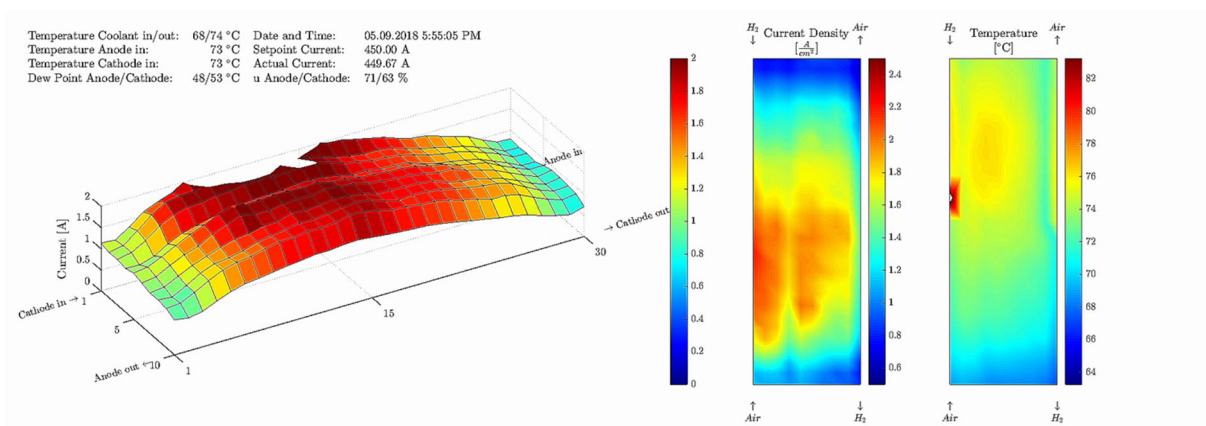 Temperature Coolant in/out: 68/74 °C Date and Time: 05.09.2018 5:55:05 PM
Temperature Anode in: 73 °C Setpoint Current: 450.00 A
Temperature Cathode in: 73 °C Actual Current: 449.67 A
Dew Point Anode/Cathode: 48/53 °C u Anode/Cathode: 71/63 %
Current [A]
2
1.5
1
0.5
0
Cathode in → 1
5
Anode out ← 10
1
15
30
Anode in
→ Cathode out
2
1.8
1.6
1.4
1.2
1
0.8
0.6
0.4
0.2
0
H₂ Air
↓ Current Density ↑
[A/cm²]
2.4
2.2
2
1.8
1.6
1.4
1.2
1
0.8
0.6
↑ ↓
Air H₂
H₂ Air
↓ Temperature ↑
[°C]
82
80
78
76
74
72
70
68
66
64
↑ ↓
Air H₂